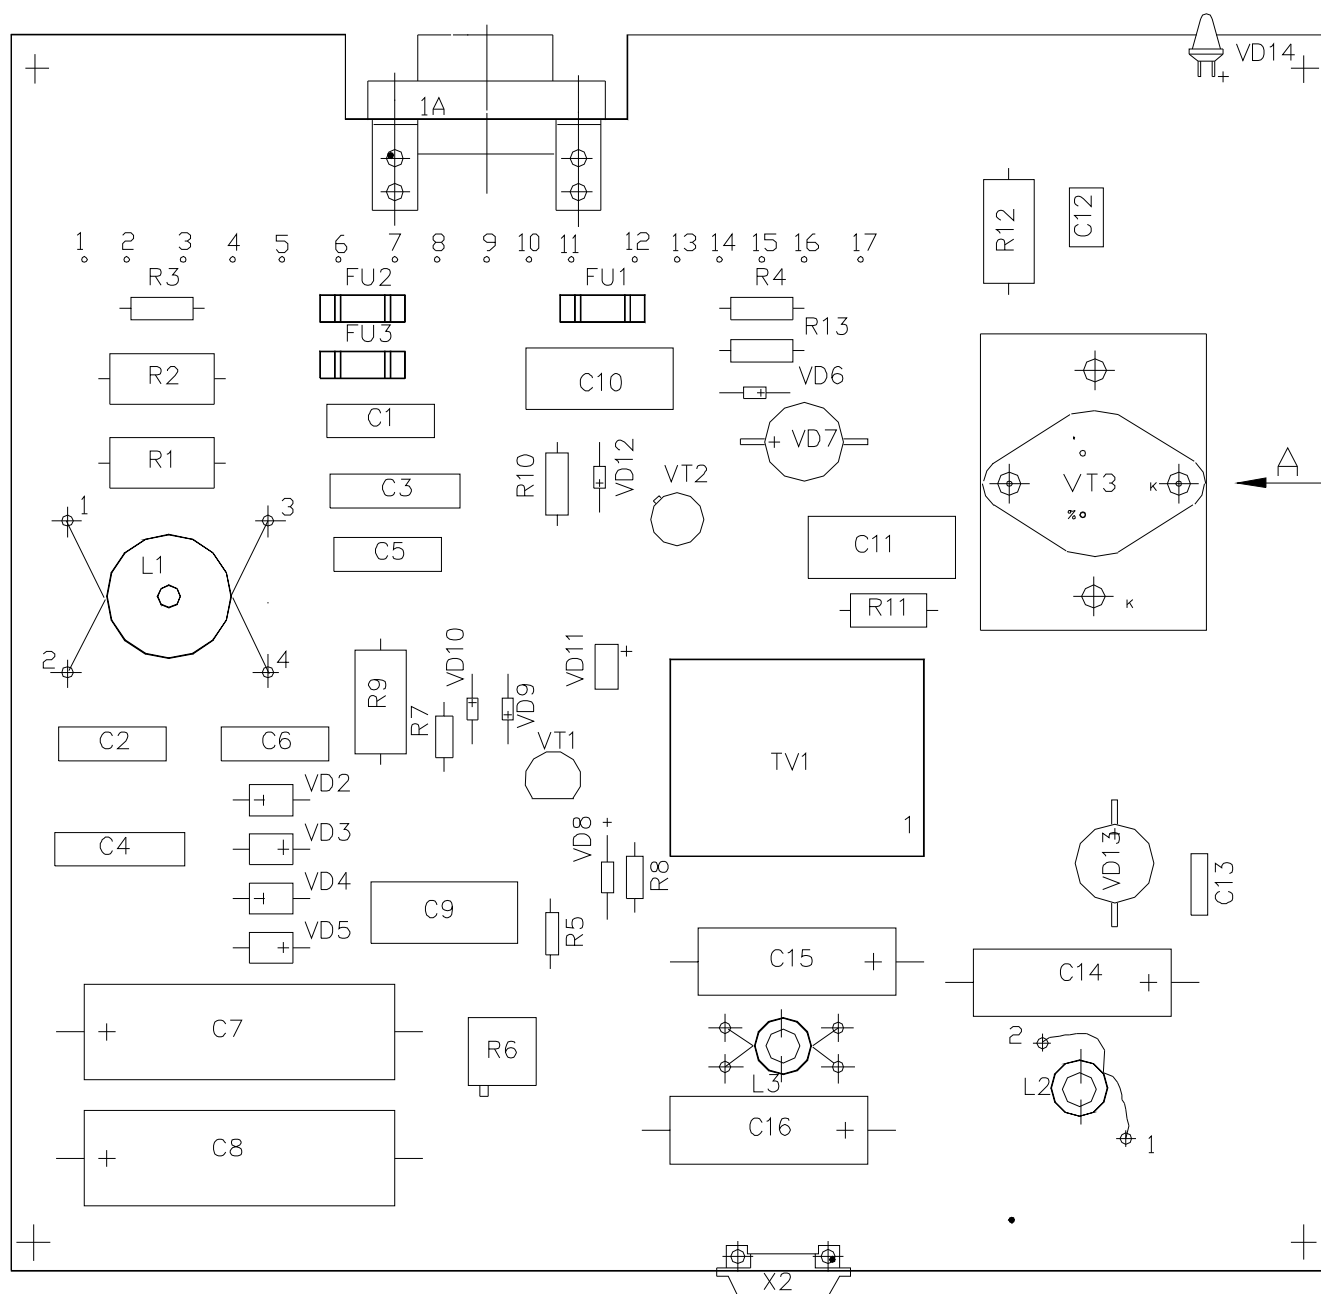 VD14
1A
R12
C12
1 2 3 4 5 6 7 8 9 10 11 12 13 14 15 16 17
R3 FU2 FU1 R4
FU3 R13
R2 C10 VD6
C1
VD7
R1 R10 VD12 VT2
C3 VT3 K A
% 
1 3
C5 C11
L1
R11 K
2 4
VD10 VD11 +
R9 R7 VD9
C2 C6 VT1 TV1
VD2
1
VD3 VD8 + VD13
C4
VD4 R8 C13
C9
VD5 R5
C15 +
C14 +
+ C7 R6
2
L3 L2
C16 +
+ C8 1
X2